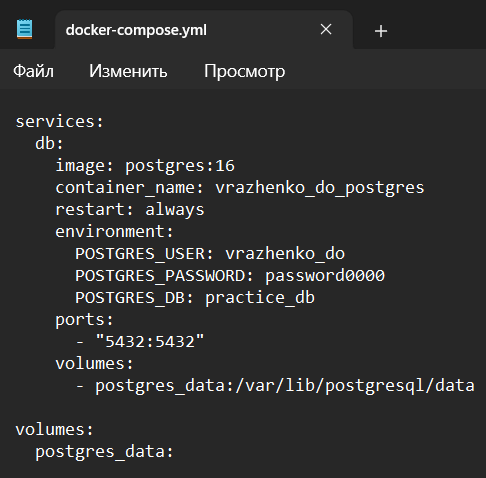 docker-compose.yml
Файл Изменить Просмотр
services:
  db:
    image: postgres:16
    container_name: vrazhenko_do_postgres
    restart: always
    environment:
      POSTGRES_USER: vrazhenko_do
      POSTGRES_PASSWORD: password0000
      POSTGRES_DB: practice_db
    ports:
      - "5432:5432"
    volumes:
      - postgres_data:/var/lib/postgresql/data
volumes:
  postgres_data: